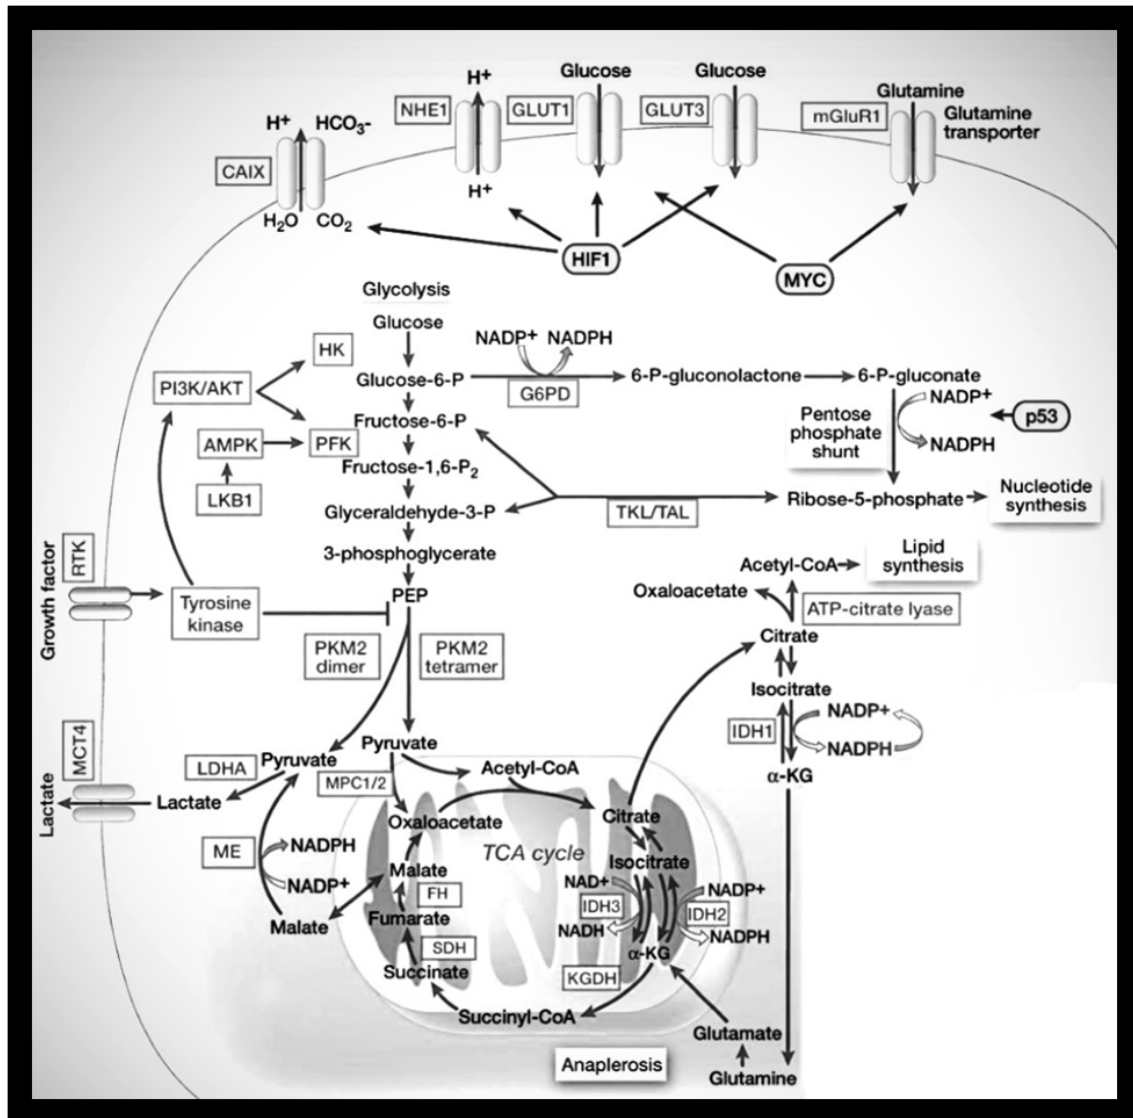 H+
Glucose
Glucose
Glutamine
NHE1
GLUT1
GLUT3
mGluR1
Glutamine
transporter
H+
HCO3-
CAIX
H+
H2O
CO2
HIF1
MYC
Glycolysis
Glucose
HK
NADP+
NADPH
PI3K/AKT
Glucose-6-P
G6PD
6-P-gluconolactone
6-P-gluconate
NADP+
p53
NADPH
Pentose
phosphate
shunt
Fructose-6-P
AMPK
PFK
Fructose-1,6-P2
LKB1
Glyceraldehyde-3-P
TKL/TAL
Ribose-5-phosphate
Nucleotide
synthesis
3-phosphoglycerate
RTK
Growth factor
Tyrosine
kinase
PEP
Acetyl-CoA
Lipid
synthesis
Oxaloacetate
ATP-citrate lyase
Citrate
PKM2
dimer
PKM2
tetramer
Isocitrate
IDH1
NADP+
NADPH
α-KG
MCT4
Lactate
LDHA
Pyruvate
Pyruvate
MPC1/2
Acetyl-CoA
Lactate
Oxaloacetate
Citrate
TCA cycle
ME
NADPH
NADP+
Malate
Malate
FH
Fumarate
SDH
Succinate
Isocitrate
NAD+
IDH3
NADH
NADP+
IDH2
NADPH
α-KG
KGDH
Succinyl-CoA
Glutamate
Anaplerosis
Glutamine